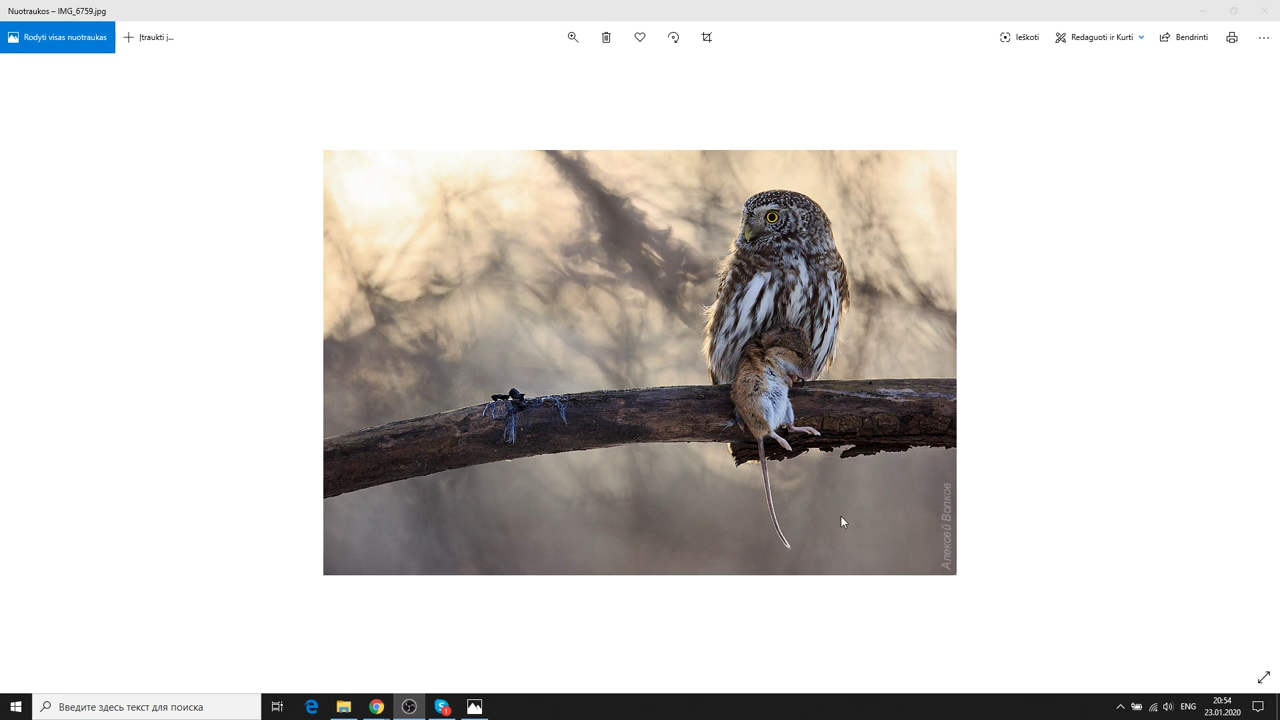 Nuotraukos – IMG_6759.jpg
Rodyti visas nuotraukas
Įtraukti į...
Ieškoti
Redaguoti ir Kurti
Bendrinti
Алексей Волков
Введите здесь текст для поиска
1
ENG
20:54
23.01.2020